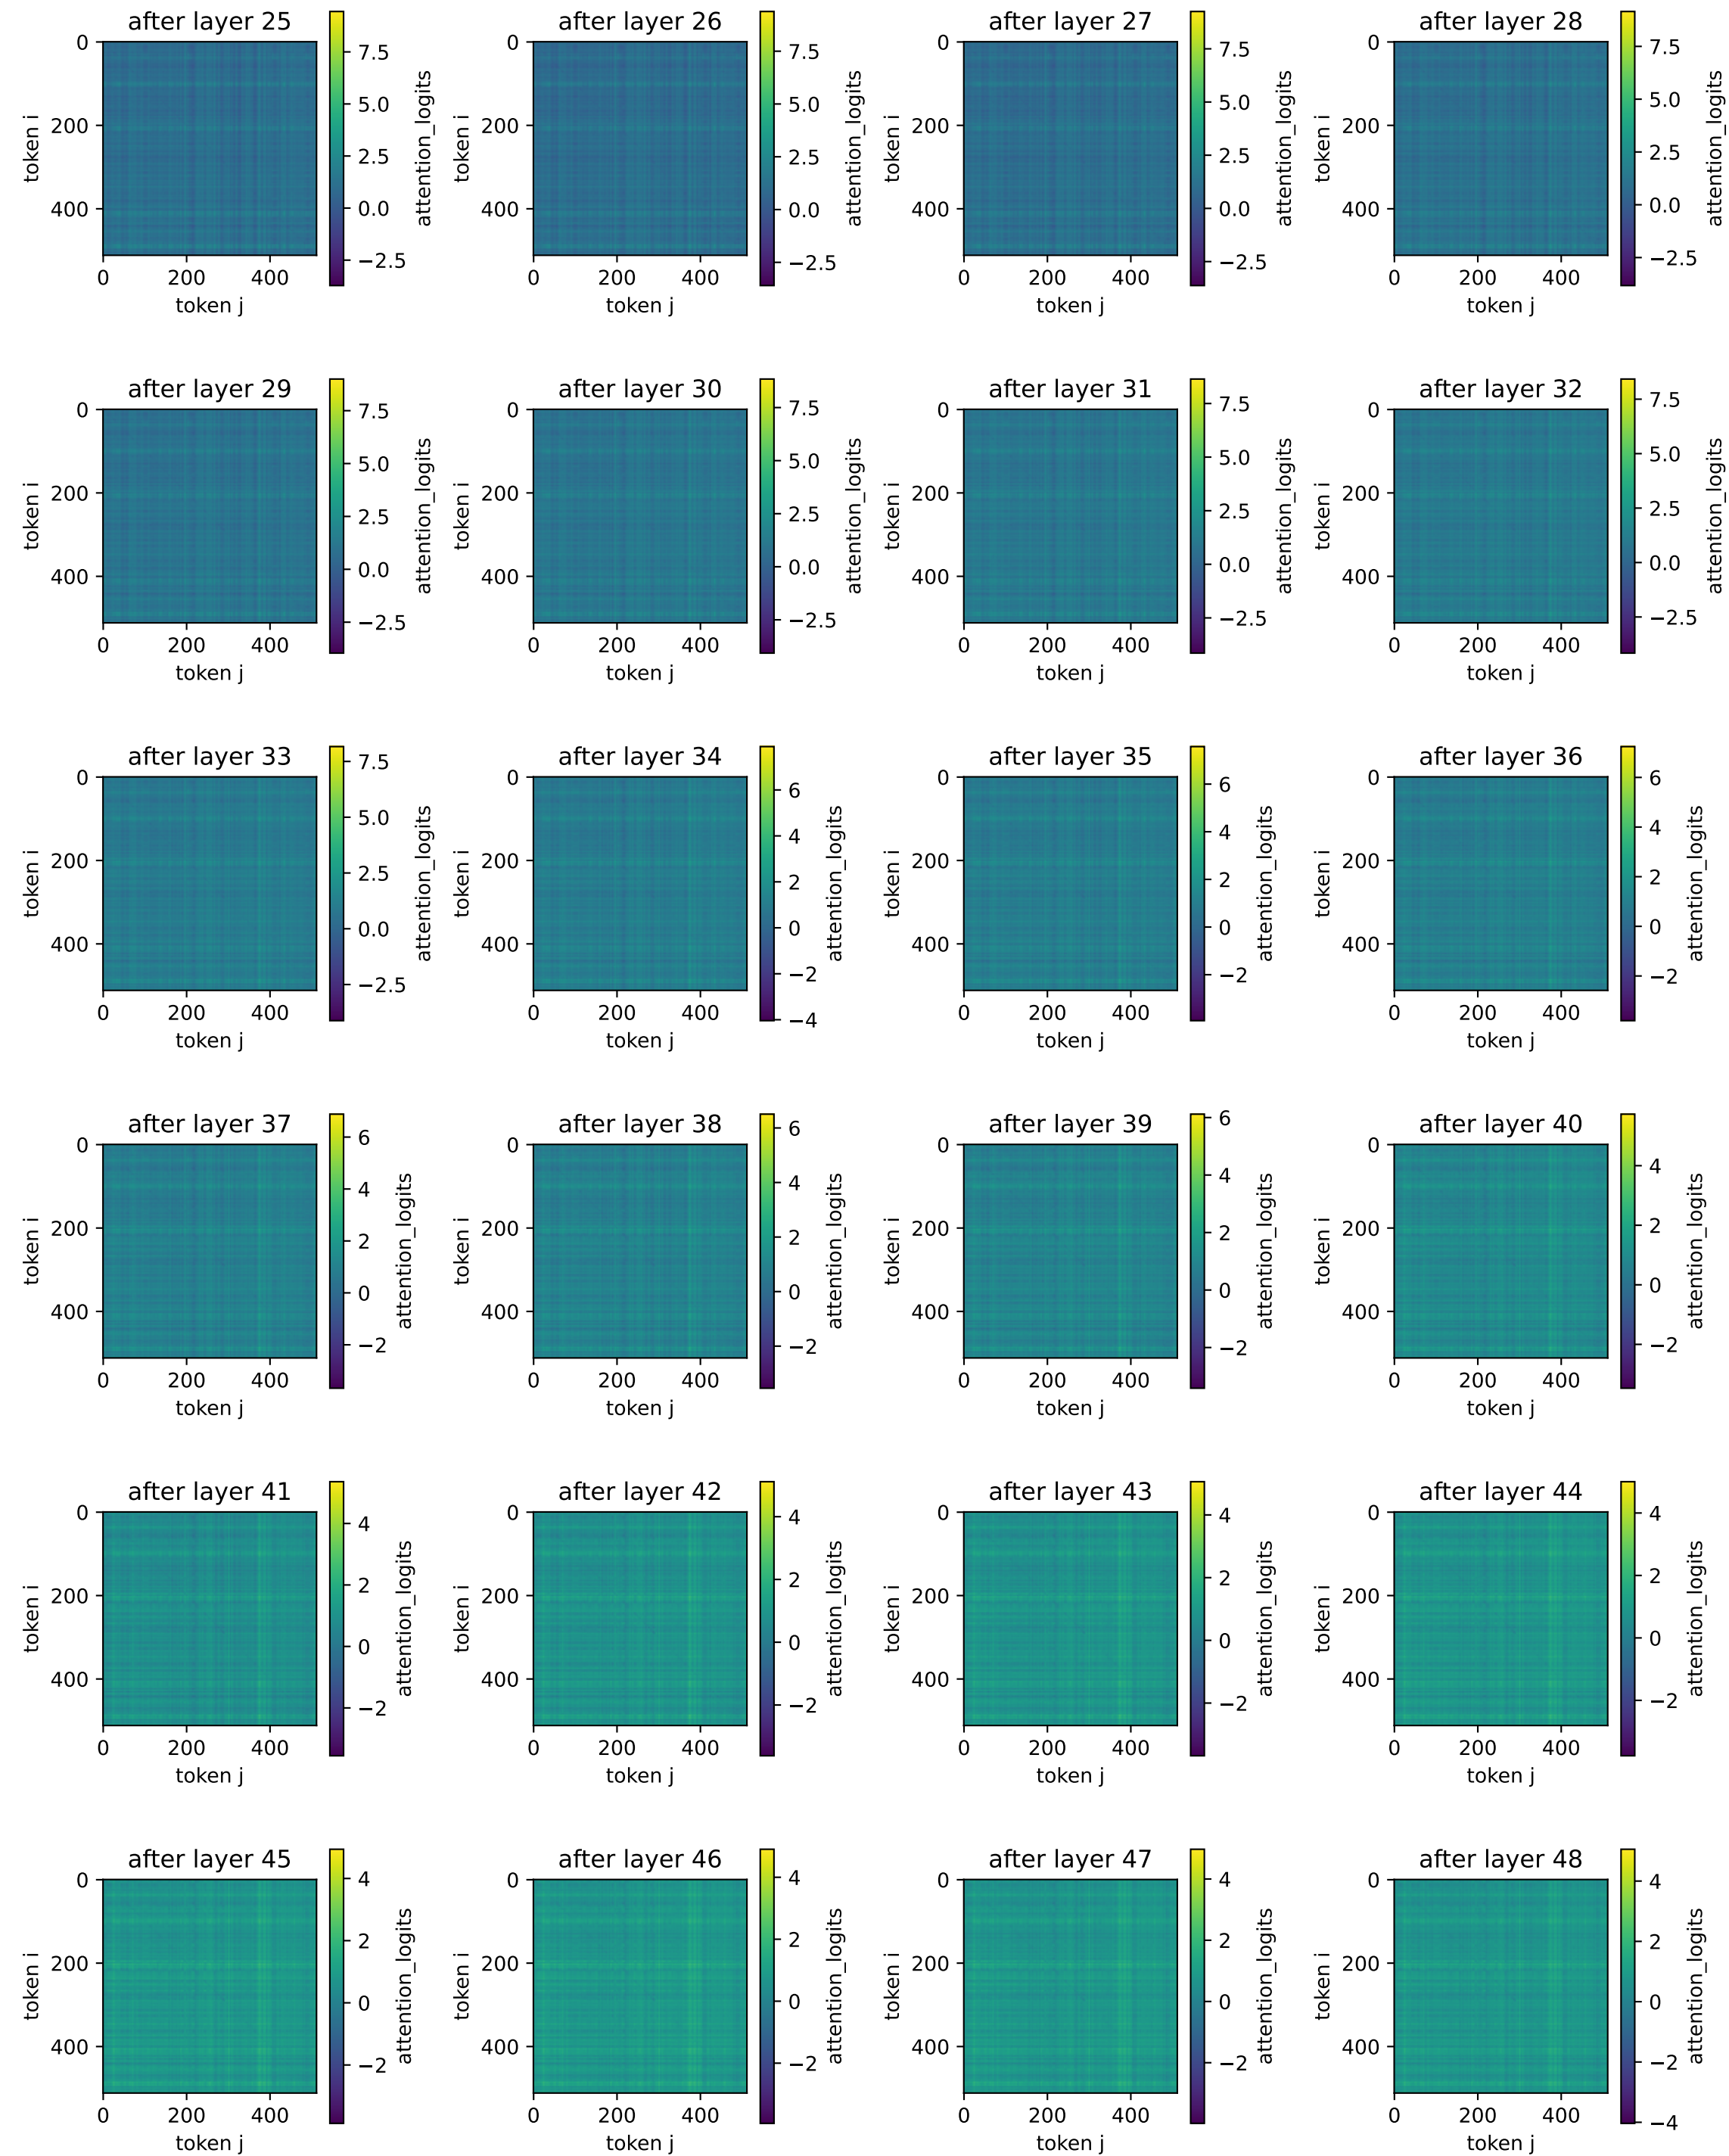 after layer 25
after layer 26
after layer 27
after layer 28
0 200 400
token i
0 200 400
token j
7.5 5.0 2.5 0.0 −2.5
attention_logits
0 200 400
token i
0 200 400
token j
7.5 5.0 2.5 0.0 −2.5
attention_logits
0 200 400
token i
0 200 400
token j
7.5 5.0 2.5 0.0 −2.5
attention_logits
0 200 400
token i
0 200 400
token j
7.5 5.0 2.5 0.0 −2.5
attention_logits
after layer 29
after layer 30
after layer 31
after layer 32
0 200 400
token i
0 200 400
token j
7.5 5.0 2.5 0.0 −2.5
attention_logits
0 200 400
token i
0 200 400
token j
7.5 5.0 2.5 0.0 −2.5
attention_logits
0 200 400
token i
0 200 400
token j
7.5 5.0 2.5 0.0 −2.5
attention_logits
0 200 400
token i
0 200 400
token j
7.5 5.0 2.5 0.0 −2.5
attention_logits
after layer 33
after layer 34
after layer 35
after layer 36
0 200 400
token i
0 200 400
token j
7.5 5.0 2.5 0.0 −2.5
attention_logits
0 200 400
token i
0 200 400
token j
6 4 2 0 −2 −4
attention_logits
0 200 400
token i
0 200 400
token j
6 4 2 0 −2
attention_logits
0 200 400
token i
0 200 400
token j
6 4 2 0 −2
attention_logits
after layer 37
after layer 38
after layer 39
after layer 40
0 200 400
token i
0 200 400
token j
6 4 2 0 −2
attention_logits
0 200 400
token i
0 200 400
token j
6 4 2 0 −2
attention_logits
0 200 400
token i
0 200 400
token j
6 4 2 0 −2
attention_logits
0 200 400
token i
0 200 400
token j
4 2 0 −2
attention_logits
after layer 41
after layer 42
after layer 43
after layer 44
0 200 400
token i
0 200 400
token j
4 2 0 −2
attention_logits
0 200 400
token i
0 200 400
token j
4 2 0 −2
attention_logits
0 200 400
token i
0 200 400
token j
4 2 0 −2
attention_logits
0 200 400
token i
0 200 400
token j
4 2 0 −2
attention_logits
after layer 45
after layer 46
after layer 47
after layer 48
0 200 400
token i
0 200 400
token j
4 2 0 −2
attention_logits
0 200 400
token i
0 200 400
token j
4 2 0 −2
attention_logits
0 200 400
token i
0 200 400
token j
4 2 0 −2
attention_logits
0 200 400
token i
0 200 400
token j
4 2 0 −2 −4
attention_logits